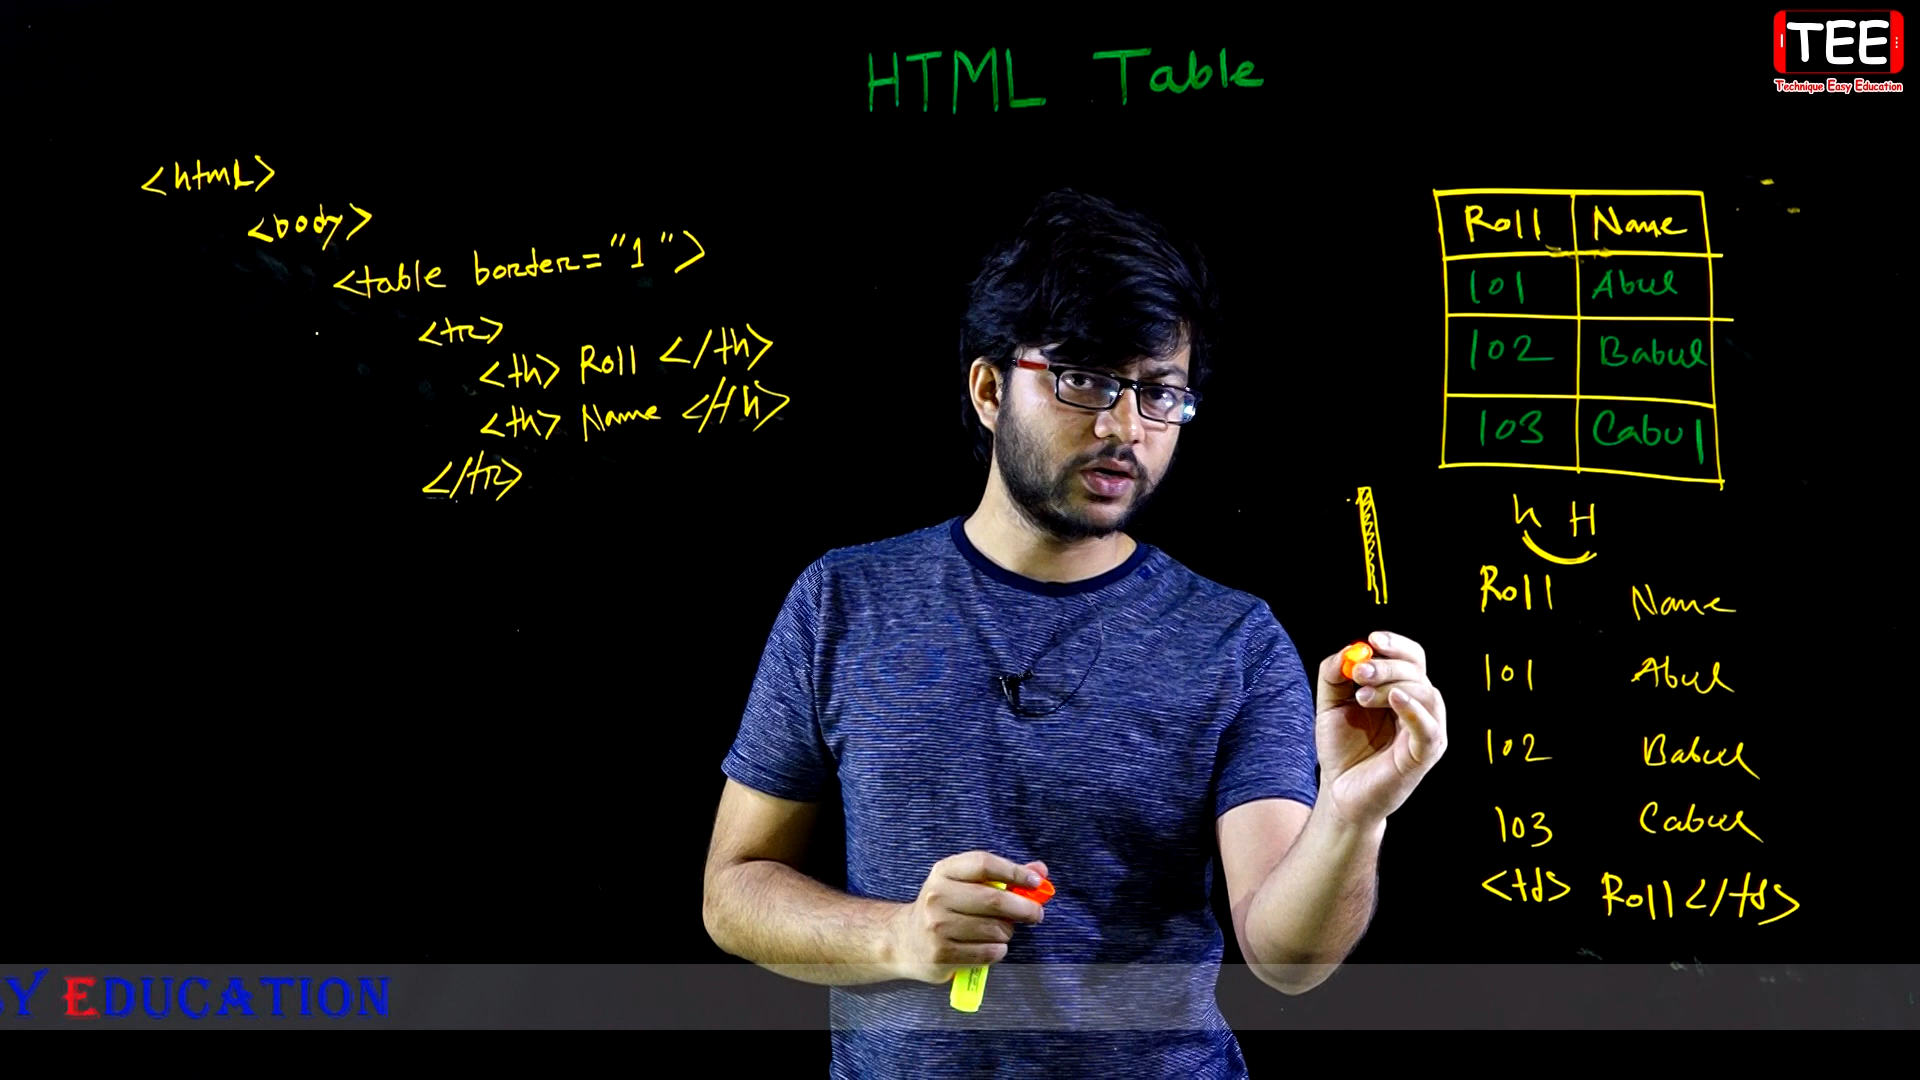 HTML Table
TEE
Technique Easy Education
<html>
<body>
<table border="1">
<tr>
<th> Roll </th>
<th> Name </th>
</tr>
Roll Name
101 Abul
102 Babul
103 Cabul
h H
Roll Name
101 Abul
102 Babul
103 Cabul
<td> Roll </td>
SY EDUCATION